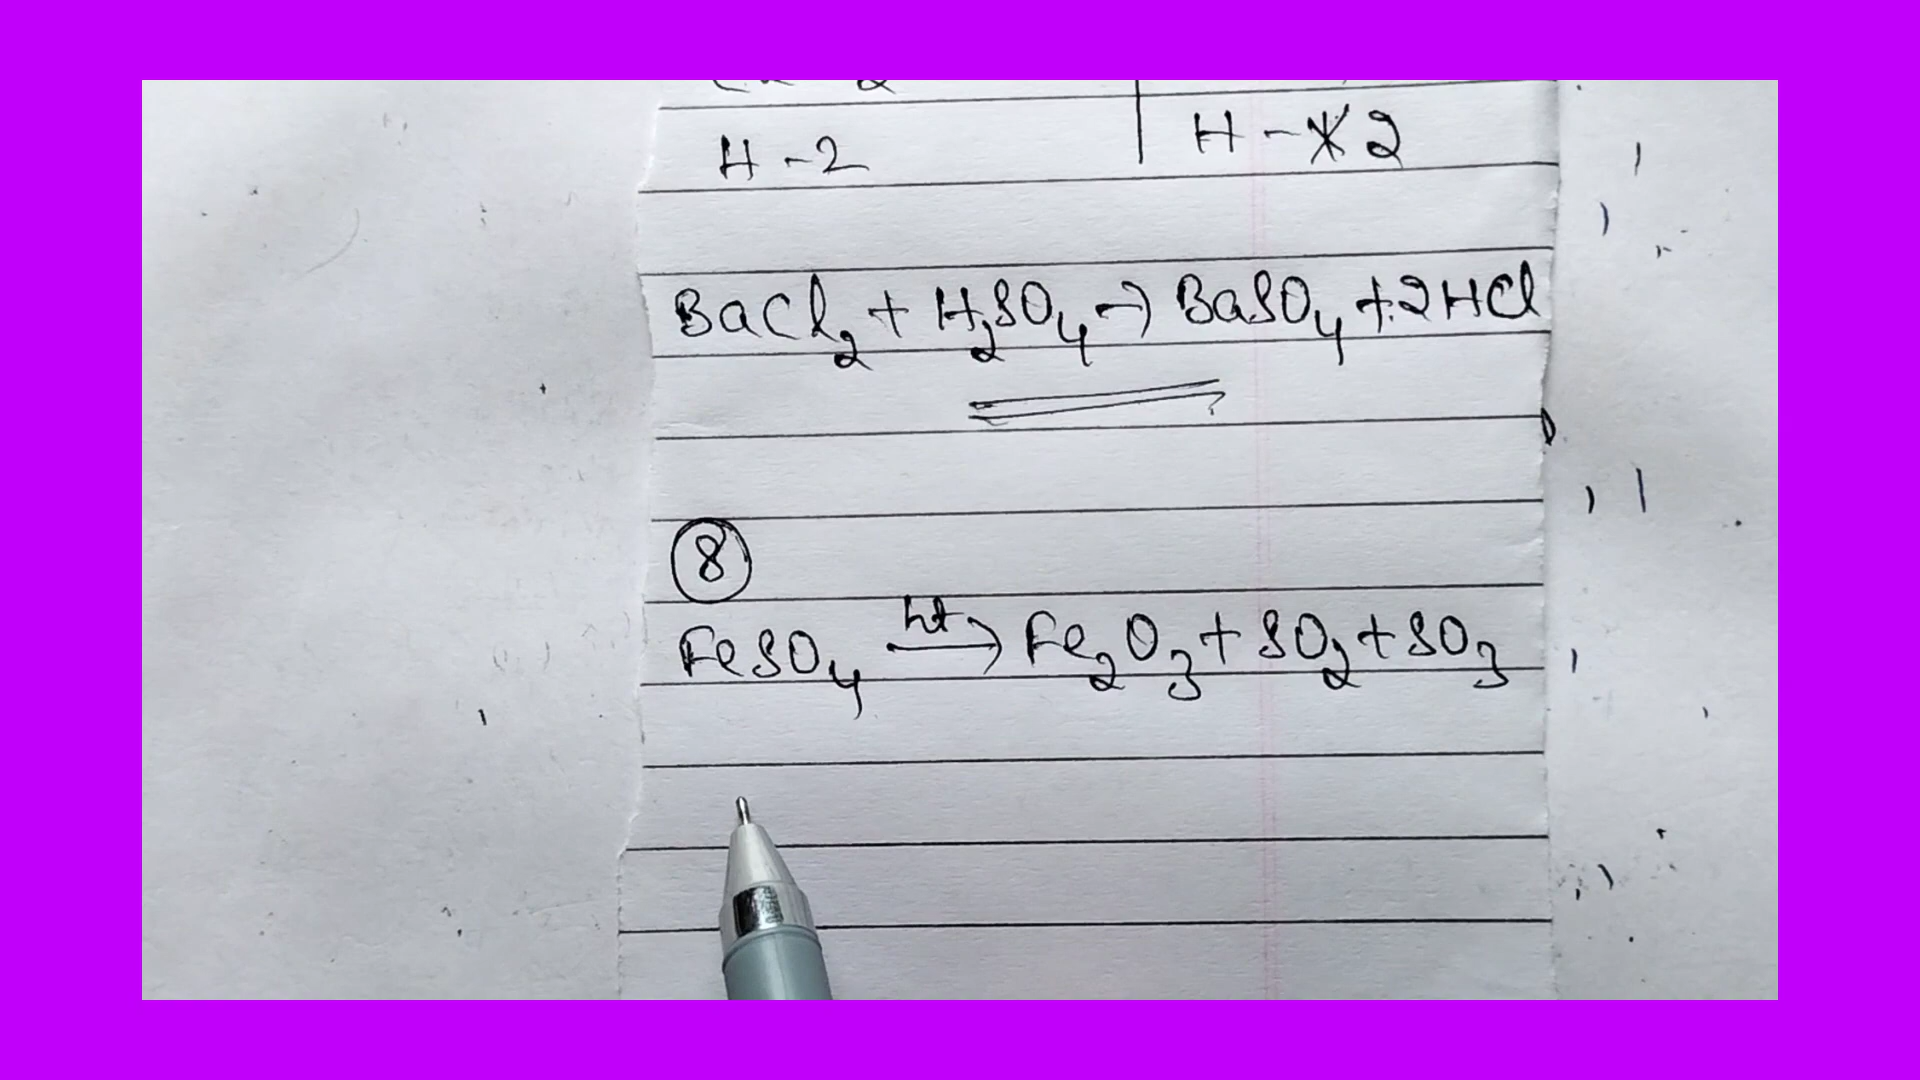 H - 2 H - 2
BaCl₂ + H₂SO₄ → BaSO₄ + 2HCl
8
FeSO₄ ht→ Fe₂O₃ + SO₂ + SO₃